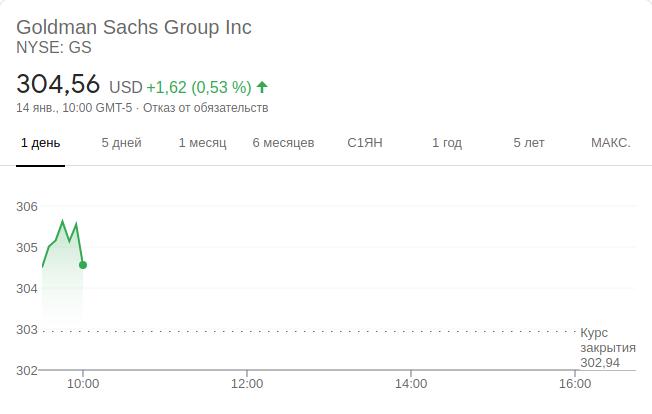 Goldman Sachs Group Inc
NYSE: GS
304,56 USD +1,62 (0,53 %)
14 янв., 10:00 GMT-5 · Отказ от обязательств
1 день 5 дней 1 месяц 6 месяцев С1ЯН 1 год 5 лет МАКС.
306
305
304
303
Курс
закрытия
302,94
302
10:00 12:00 14:00 16:00